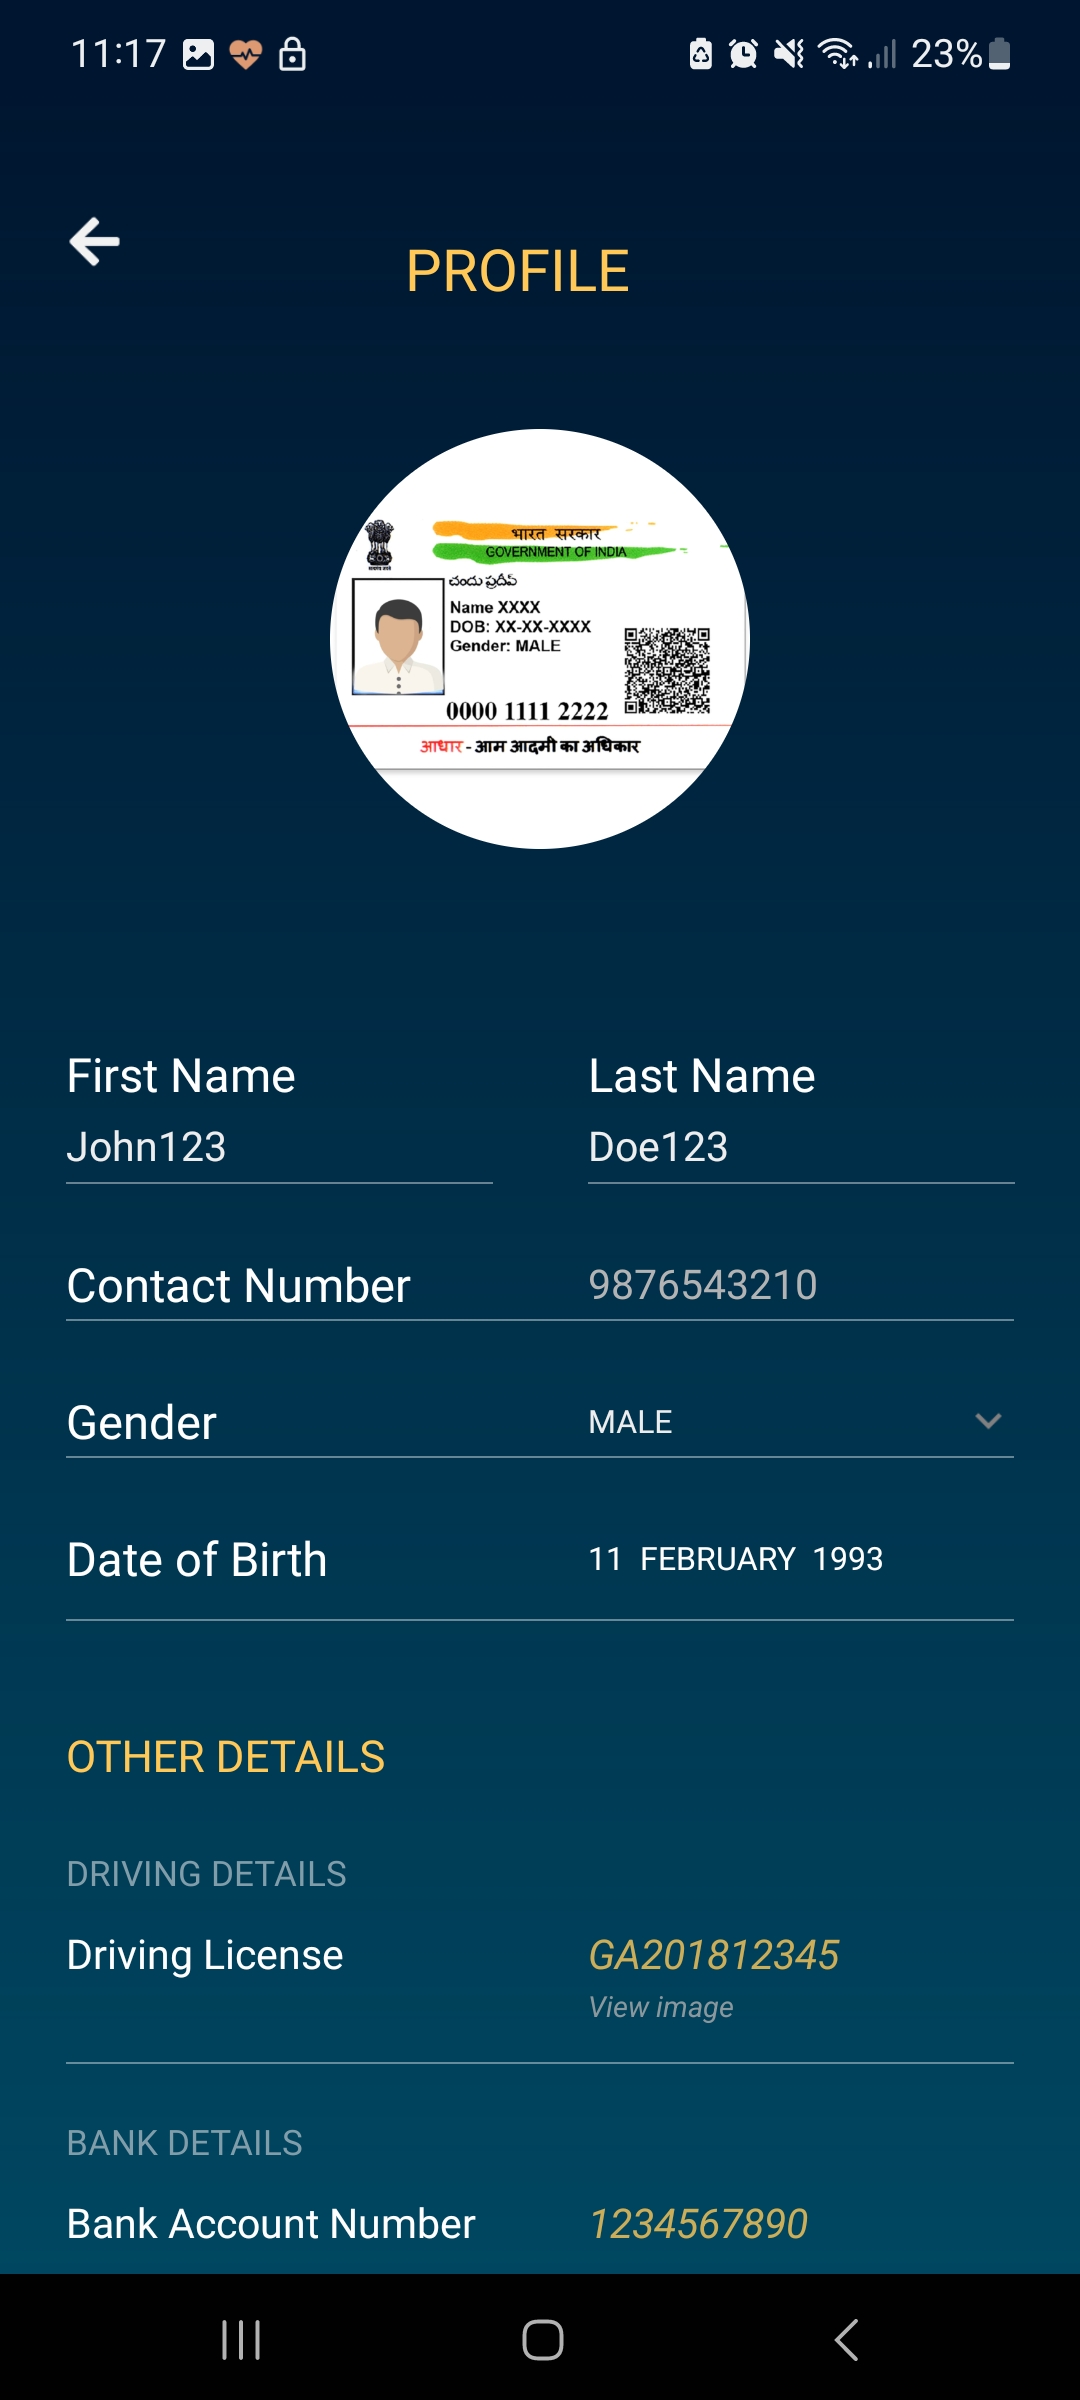 11:17 23%
PROFILE
भारत सरकार
GOVERNMENT OF INDIA
చందు ప్రదీప్
Name XXXX
DOB: XX-XX-XXXX
Gender: MALE
0000 1111 2222
आधार - आम आदमी का अधिकार
First Name Last Name
John123 Doe123
Contact Number 9876543210
Gender MALE
Date of Birth 11 FEBRUARY 1993
OTHER DETAILS
DRIVING DETAILS
Driving License GA201812345
View image
BANK DETAILS
Bank Account Number 1234567890